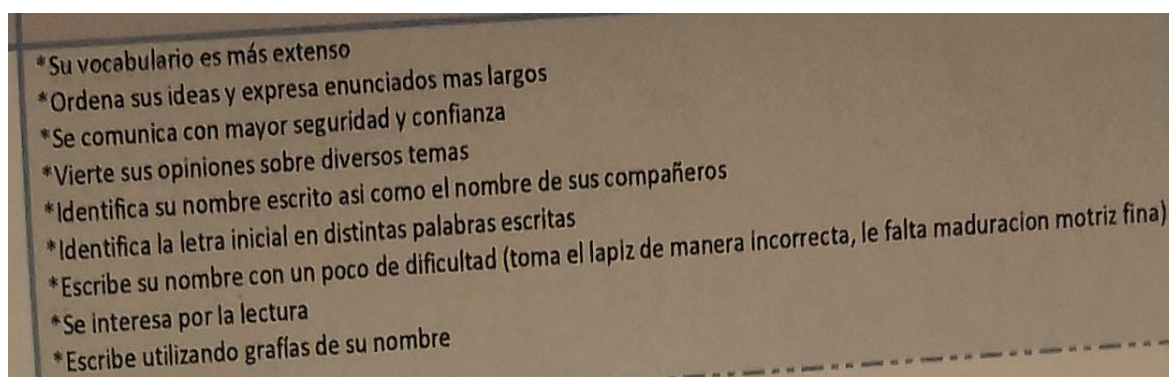 *Su vocabulario es más extenso
*Ordena sus ideas y expresa enunciados mas largos
*Se comunica con mayor seguridad y confianza
*Vierte sus opiniones sobre diversos temas
*Identifica su nombre escrito asi como el nombre de sus compañeros
*Identifica la letra inicial en distintas palabras escritas
*Escribe su nombre con un poco de dificultad (toma el lapiz de manera incorrecta, le falta maduracion motriz fina)
*Se interesa por la lectura
*Escribe utilizando grafías de su nombre